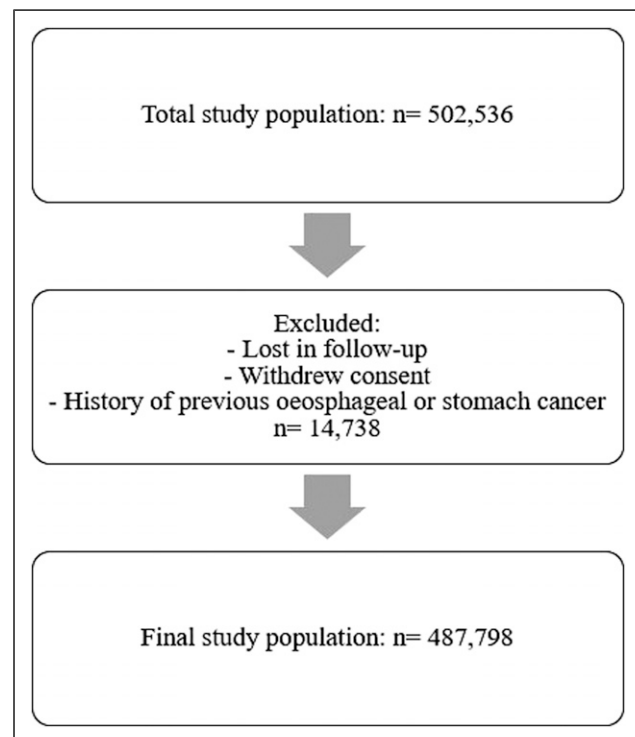 Total study population: n= 502,536
Excluded:
- Lost in follow-up
- Withdrew consent
- History of previous oeosphageal or stomach cancer
n= 14,738
Final study population: n= 487,798